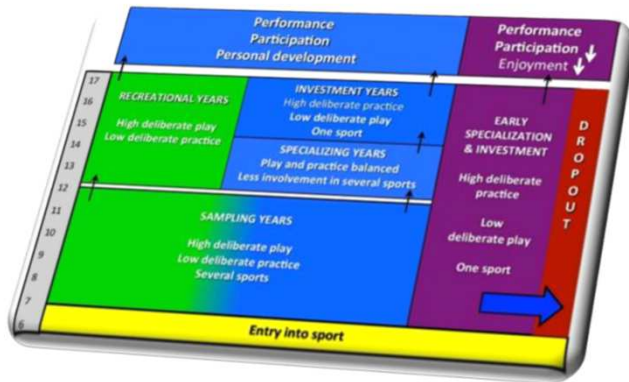 Performance
Participation
Personal development
Performance
Participation
Enjoyment
17
16
15
14
13
12
11
10
9
8
7
6
RECREATIONAL YEARS
High deliberate play
Low deliberate practice
INVESTMENT YEARS
High deliberate practice
Low deliberate play
One sport
SPECIALIZING YEARS
Play and practice balanced
Less involvement in several sports
SAMPLING YEARS
High deliberate play
Low deliberate practice
Several sports
EARLY
SPECIALIZATION
& INVESTMENT
High deliberate
practice
Low
deliberate play
One sport
DROPOUT
Entry into sport